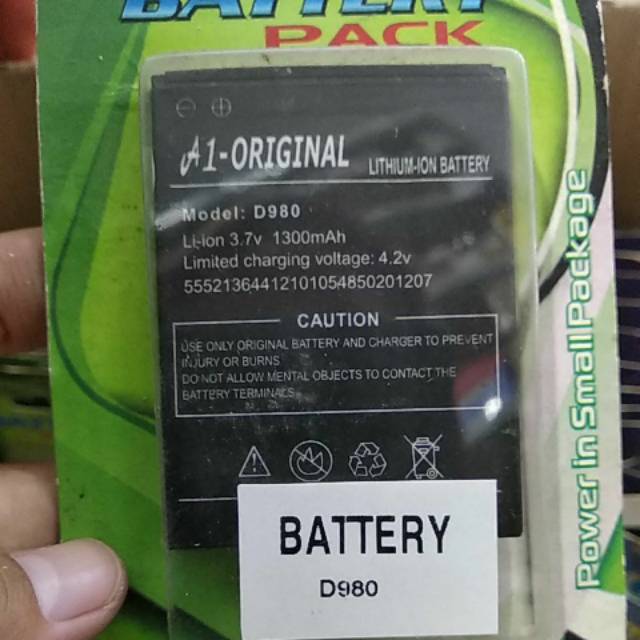 BATTERY
PACK
A1-ORIGINAL LITHIUM-ION BATTERY
Model: D980
Li-ion 3.7v 1300mAh
Limited charging voltage: 4.2v
55521364412101054850201207
CAUTION
USE ONLY ORIGINAL BATTERY AND CHARGER TO PREVENT
INJURY OR BURNS
DO NOT ALLOW MENTAL OBJECTS TO CONTACT THE
BATTERY TERMINALS
BATTERY
D980
Power in Small Package